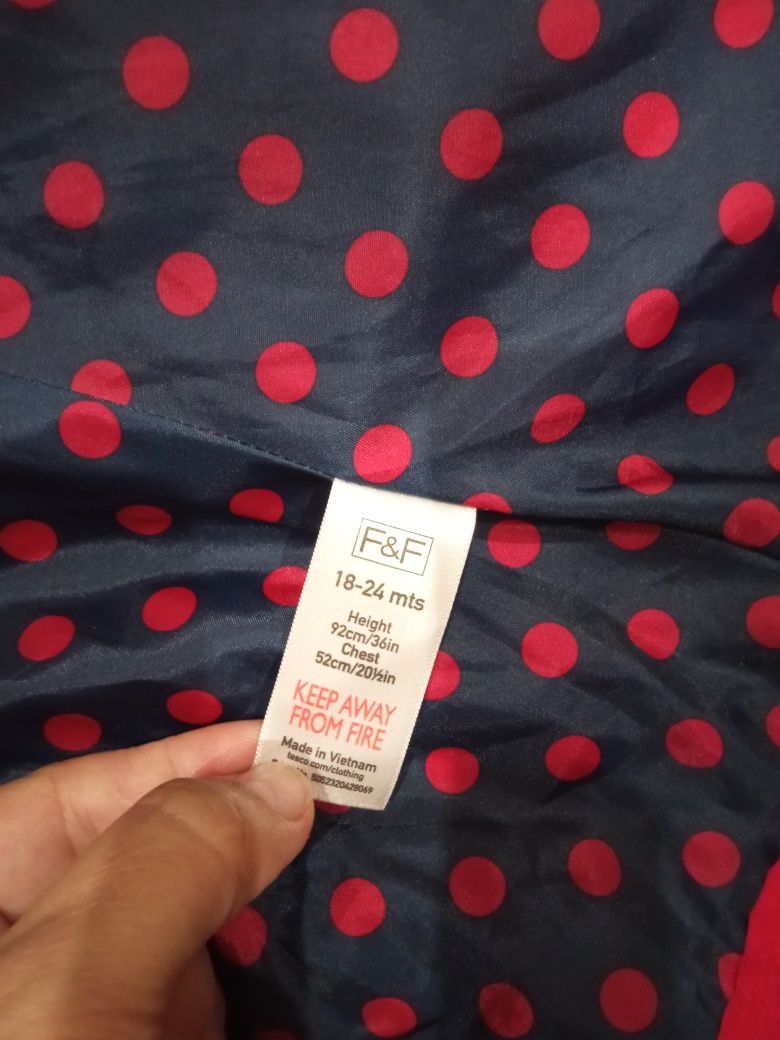 F&F
18-24 mts
Height
92cm/36in
Chest
52cm/20½in
KEEP AWAY
FROM FIRE
Made in Vietnam
tesco.com/clothing
5052320428069